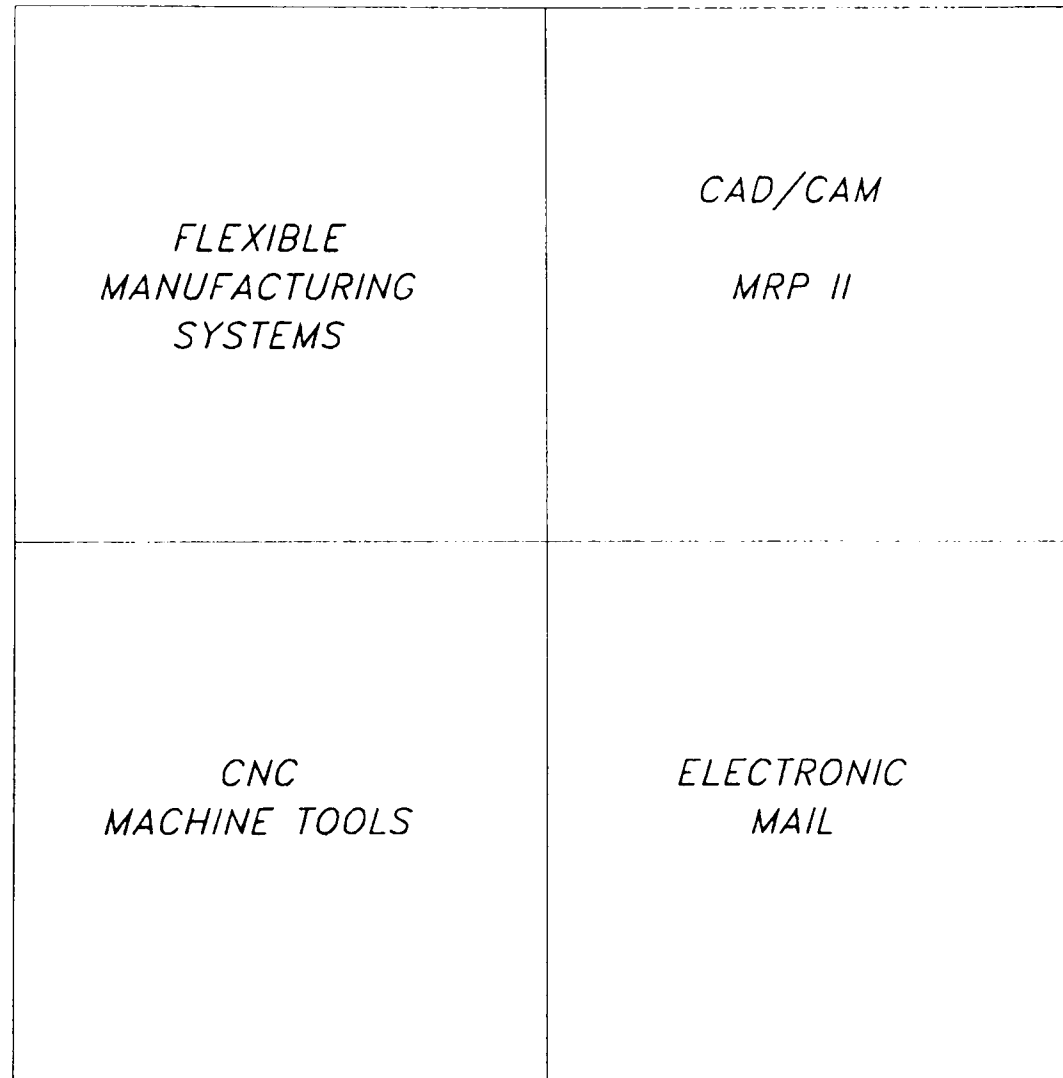 FLEXIBLE
MANUFACTURING
SYSTEMS
CAD/CAM
MRP II
CNC
MACHINE TOOLS
ELECTRONIC
MAIL